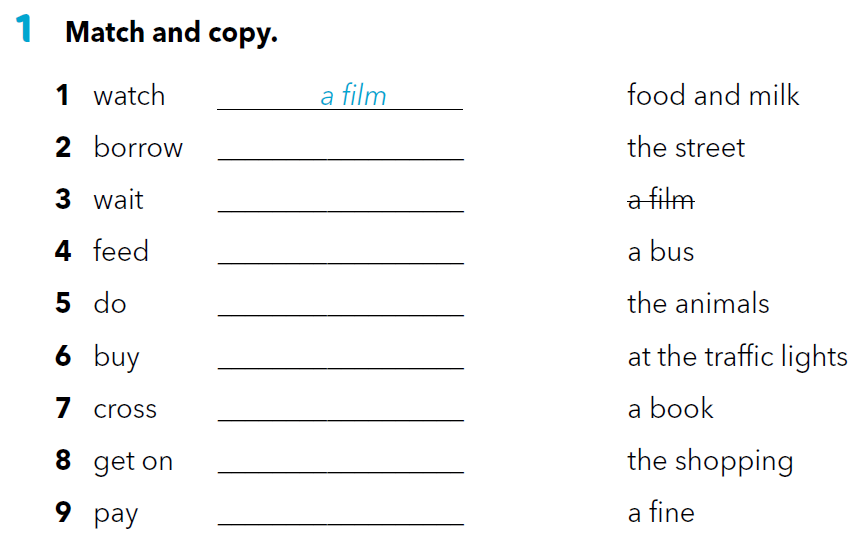 1 Match and copy.
1 watch a film food and milk
2 borrow the street
3 wait a film
4 feed a bus
5 do the animals
6 buy at the traffic lights
7 cross a book
8 get on the shopping
9 pay a fine